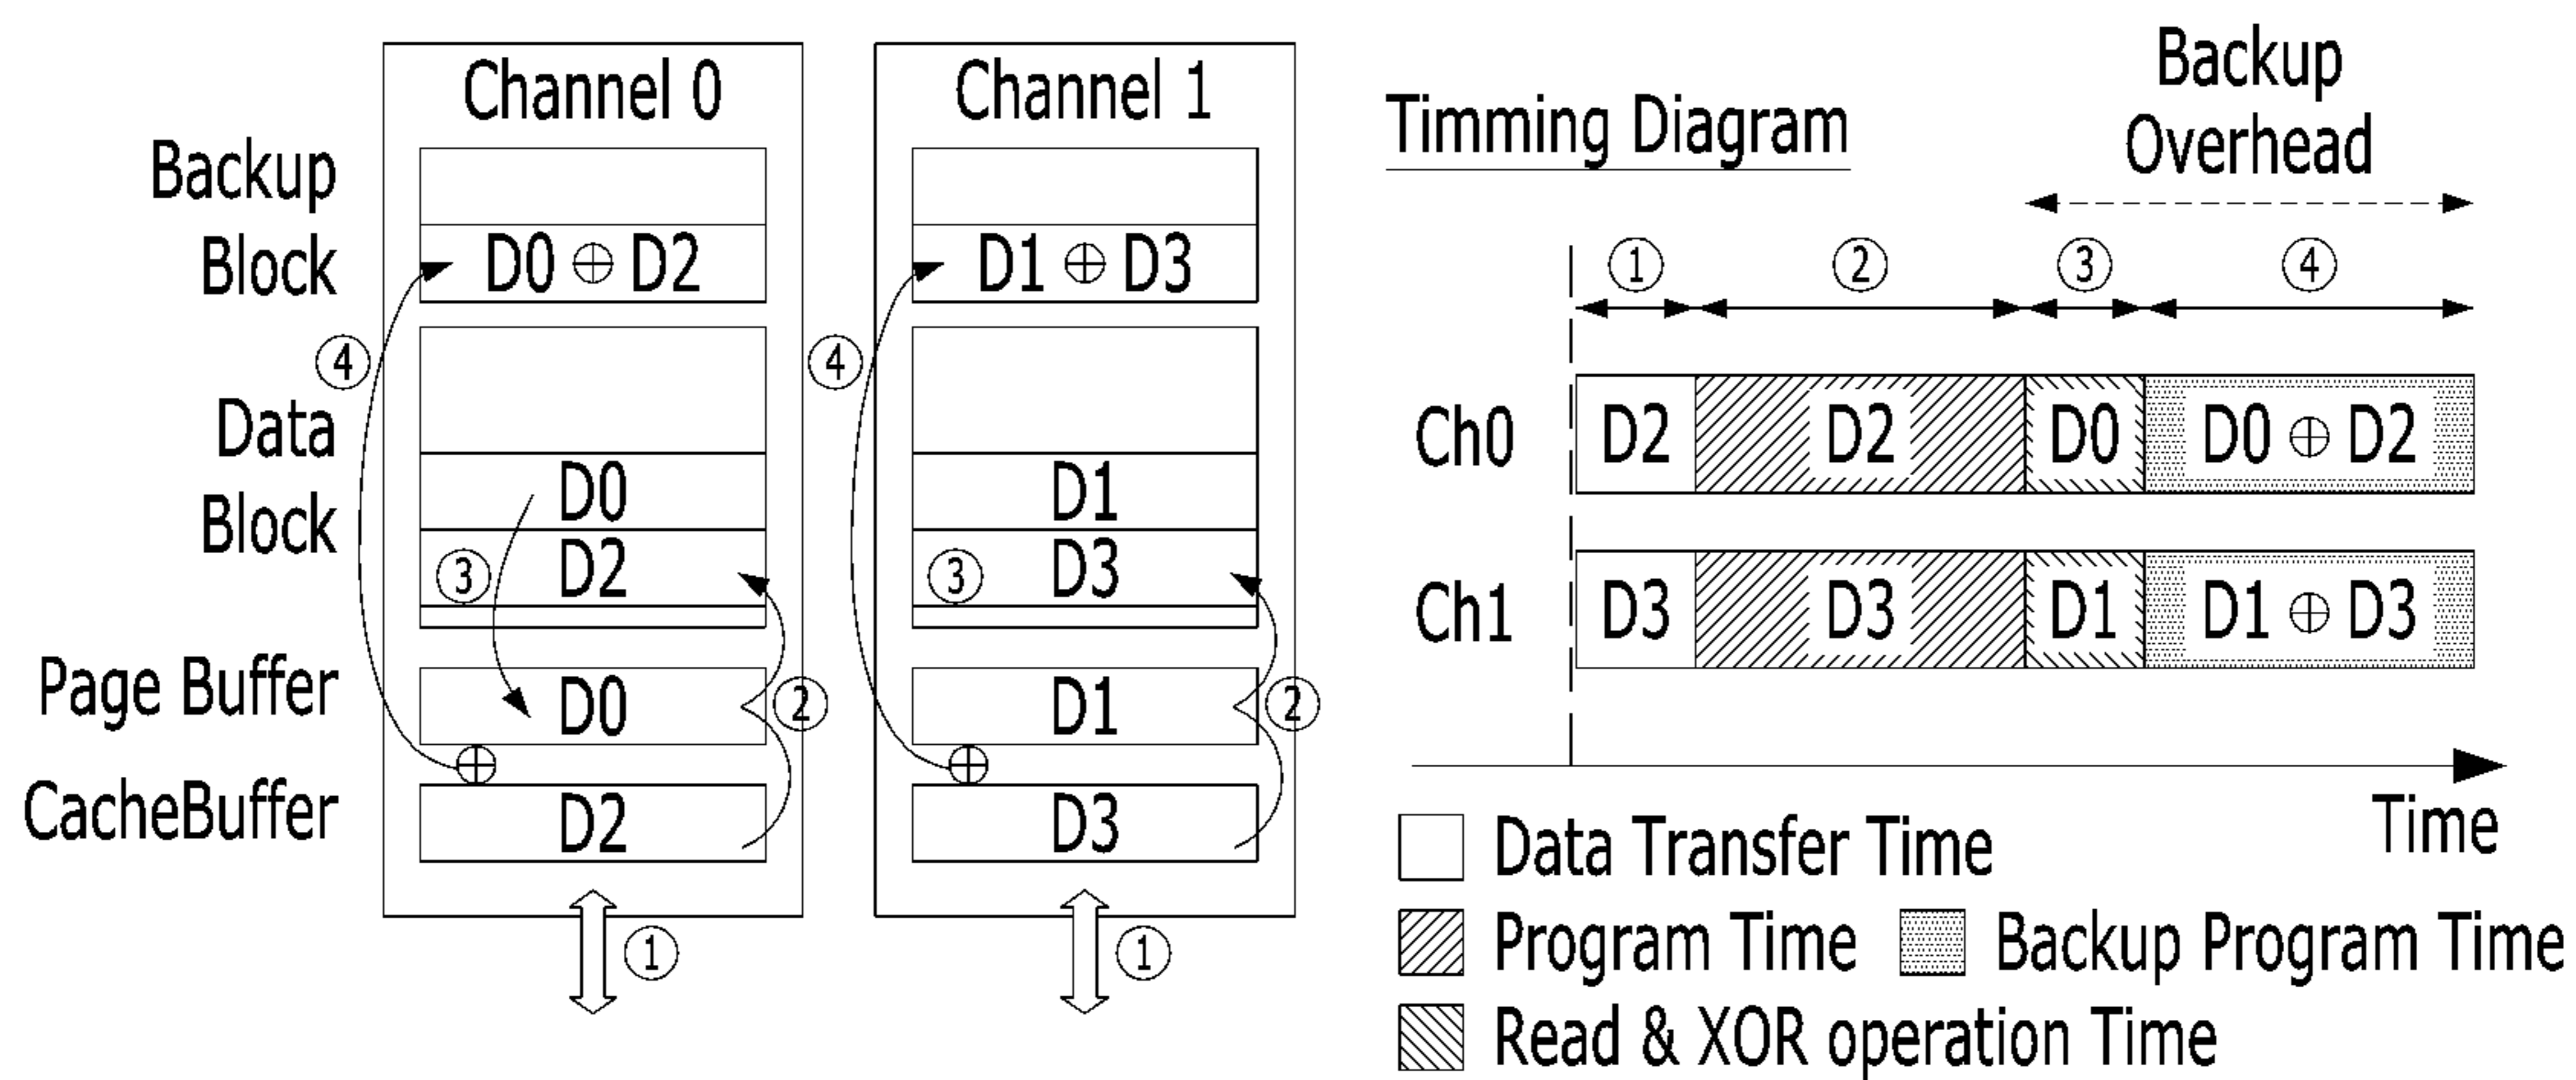 Channel 0
Channel 1
Backup
Block
D0 ⊕ D2
D1 ⊕ D3
④
④
Data
Block
D0
D1
③
D2
③
D3
Page Buffer
D0
②
D1
②
⊕
⊕
CacheBuffer
D2
D3
①
①
Timming Diagram
Backup
Overhead
① ② ③ ④
Ch0 D2 D2 D0 D0 ⊕ D2
Ch1 D3 D3 D1 D1 ⊕ D3
Time
Data Transfer Time
Program Time
Backup Program Time
Read & XOR operation Time